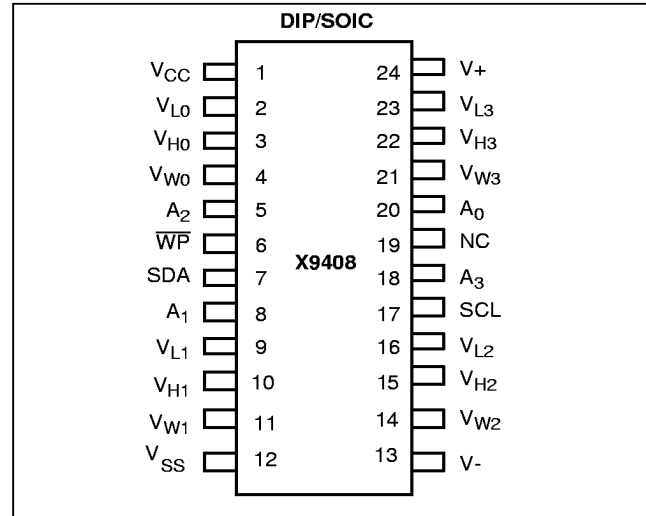 DIP/SOIC
VCC 1 24 V+
VL0 2 23 VL3
VH0 3 22 VH3
VW0 4 21 VW3
A2 5 20 A0
W̅P̅ 6 19 NC
X9408
SDA 7 18 A3
A1 8 17 SCL
VL1 9 16 VL2
VH1 10 15 VH2
VW1 11 14 VW2
VSS 12 13 V-